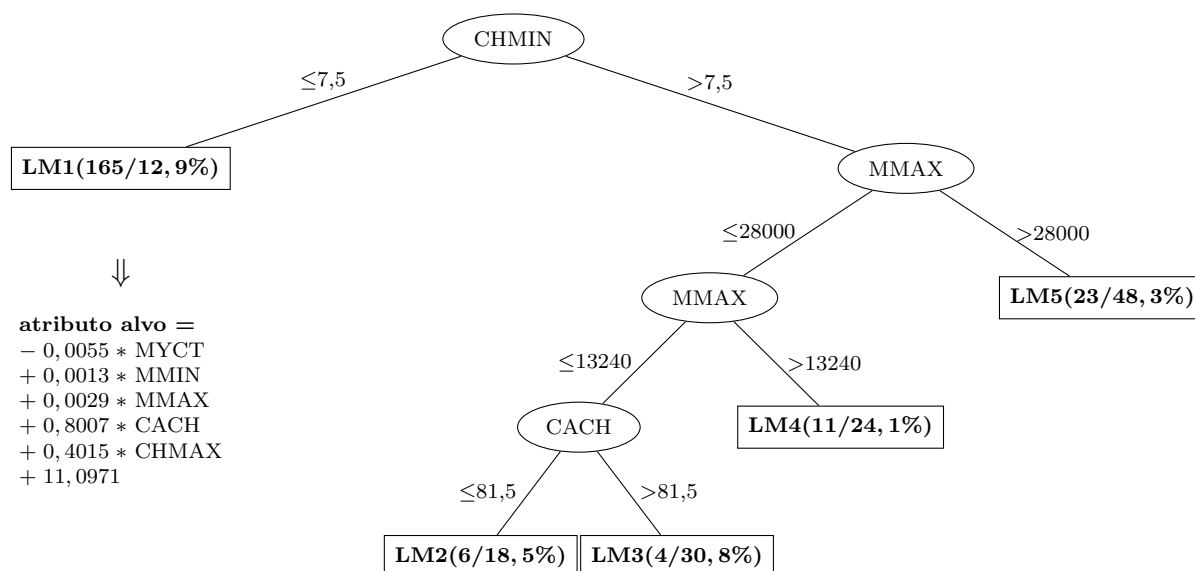 CHMIN
≤7,5
>7,5
LM1(165/12, 9%)
MMAX
≤28000
>28000
MMAX
LM5(23/48, 3%)
⇓
atributo alvo =
− 0,0055 ∗ MYCT
+ 0,0013 ∗ MMIN
+ 0,0029 ∗ MMAX
+ 0,8007 ∗ CACH
+ 0,4015 ∗ CHMAX
+ 11,0971
≤13240
>13240
CACH
LM4(11/24, 1%)
≤81,5
>81,5
LM2(6/18, 5%)
LM3(4/30, 8%)